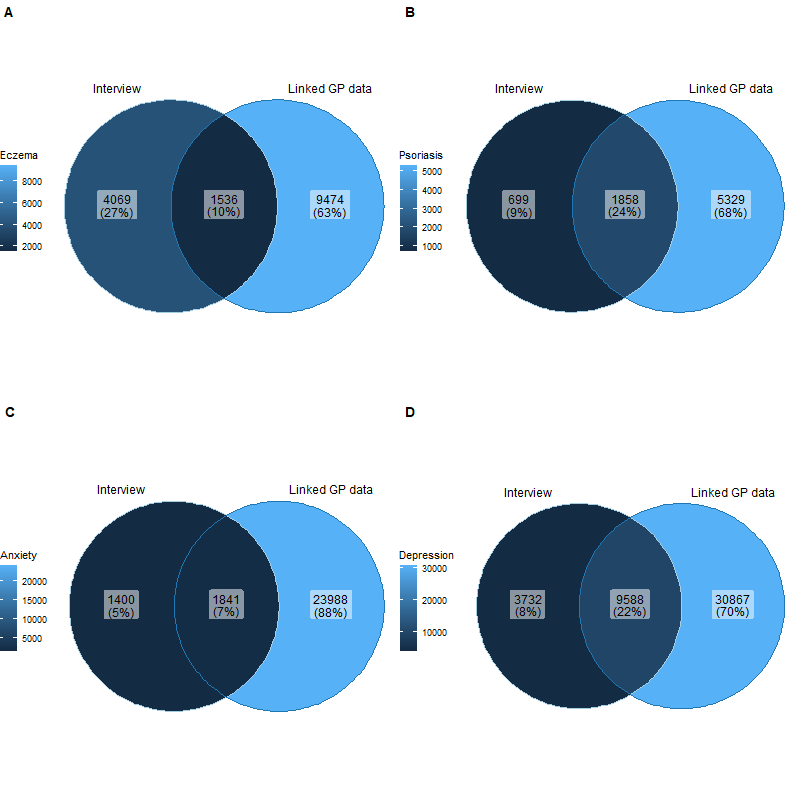 A
Interview
Linked GP data
Eczema
8000
6000
4000
2000
4069
(27%)
1536
(10%)
9474
(63%)
B
Interview
Linked GP data
Psoriasis
5000
4000
3000
2000
1000
699
(9%)
1858
(24%)
5329
(68%)
C
Interview
Linked GP data
Anxiety
20000
15000
10000
5000
1400
(5%)
1841
(7%)
23988
(88%)
D
Interview
Linked GP data
Depression
30000
20000
10000
3732
(8%)
9588
(22%)
30867
(70%)